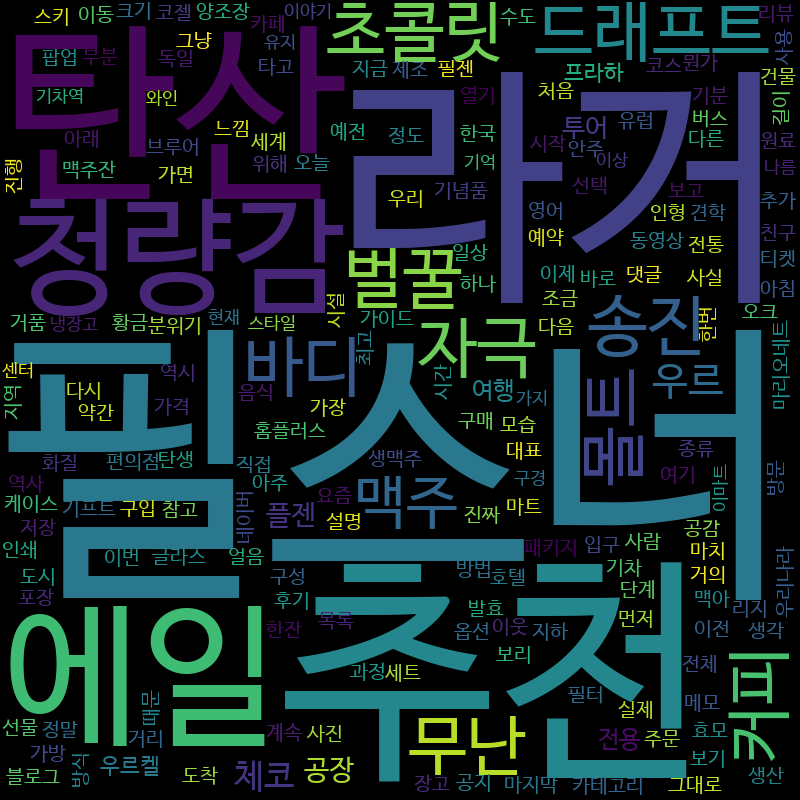 스키
이동
크기
코젤
양조장
카페
이야기
초콜릿
수도
드래프트
리뷰
사용
팝업
부분
그냥
독일
유지
타고
지금
제조
필젠
프라하
코스
뭔가
건물
깊이
기차역
와인
탄산
라거
열기
처음
기분
아래
느낌
세계
예전
정도
한국
시작
투어
유럽
버스
원료
진행
맥주잔
브루어
가면
위해
오늘
기억
안주
이상
다른
나름
청량감
우리
기념품
선택
보고
영어
인형
견학
추가
예약
친구
벌꿀
일상
동영상
전통
티켓
하나
이제
바로
댓글
사실
아침
시설
조금
송진
한번
오크
거품
냉장고
황금
분위기
현재
스타일
가이드
자극
다음
마리오네트
센터
지역
역시
바디
최고
시간
여행
가지
우르
다시
약간
가격
음식
가장
홈플러스
구매
모습
몰트
필스너
화질
편의점
탄생
직접
생맥주
대표
종류
여기
이마트
방문
역사
케이스
기프트
구입
참고
네이버
아주
요즘
맥주
진짜
구경
마트
공감
저장
플젠
설명
인쇄
이번
글라스
얼음
패키지
입구
사람
마치
우리나라
도시
구성
방법
호텔
기차
거의
포장
후기
추천
발효
단계
맥아
리지
에일
한잔
목록
옵션
이웃
지하
먼저
이전
생각
보리
커피
과정
세트
필터
전체
실제
메모
선물
정말
때문
계속
사진
무난
전용
주문
효모
가방
방식
거리
우르켈
보기
블로그
도착
체코
공장
장고
공지
마지막
카테고리
그대로
생산